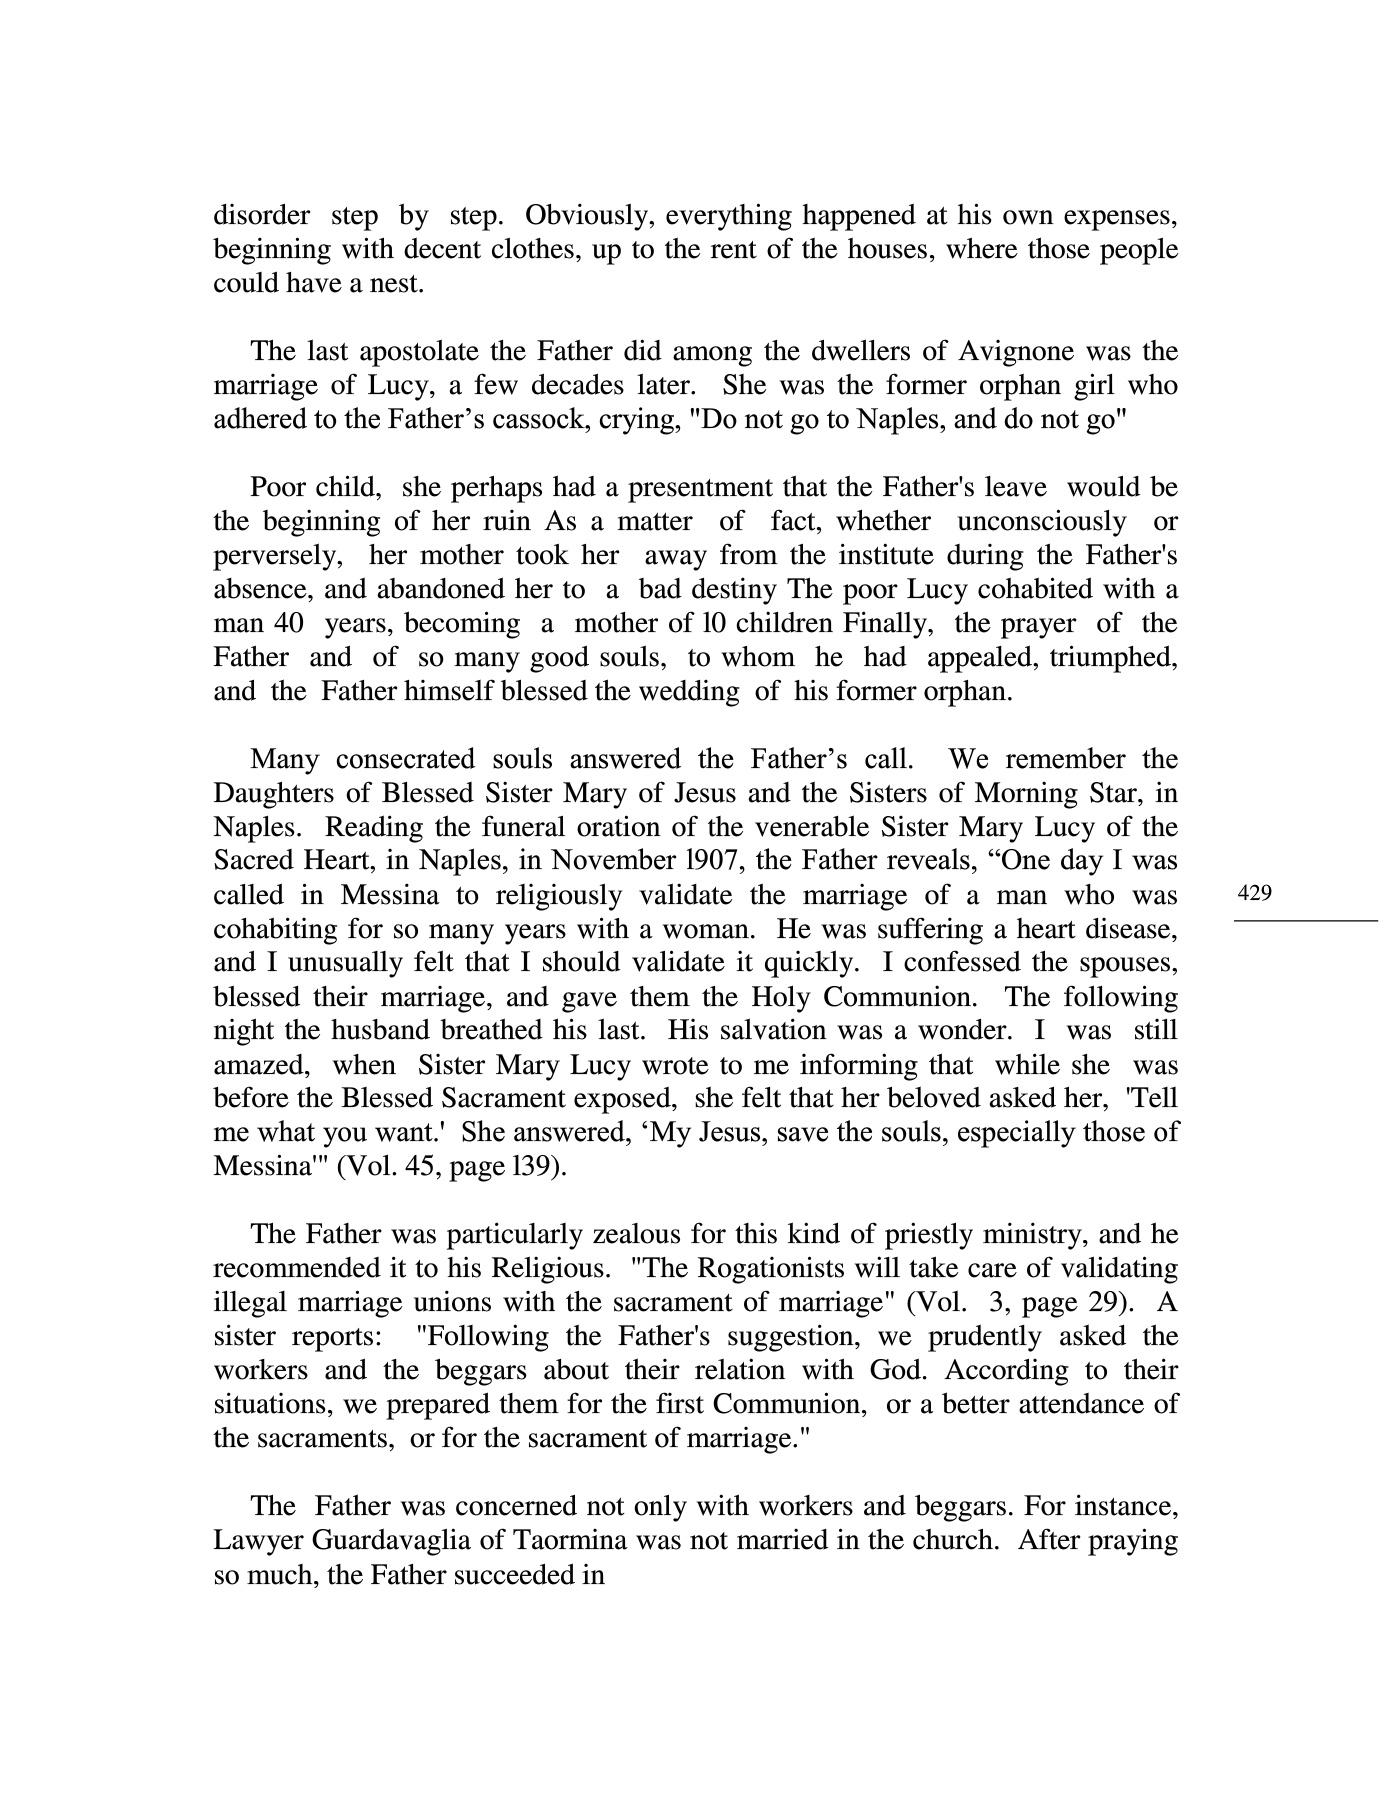 disorder step by step. Obviously, everything happened at his own expenses,
beginning with decent clothes, up to the rent of the houses, where those people
could have a nest.
The last apostolate the Father did among the dwellers of Avignone was the
marriage of Lucy, a few decades later. She was the former orphan girl who
adhered to the Father’s cassock, crying, "Do not go to Naples, and do not go"
Poor child, she perhaps had a presentment that the Father's leave would be
the beginning of her ruin As a matter of fact, whether unconsciously or
perversely, her mother took her away from the institute during the Father's
absence, and abandoned her to a bad destiny The poor Lucy cohabited with a
man 40 years, becoming a mother of l0 children Finally, the prayer of the
Father and of so many good souls, to whom he had appealed, triumphed,
and the Father himself blessed the wedding of his former orphan.
Many consecrated souls answered the Father’s call. We remember the
Daughters of Blessed Sister Mary of Jesus and the Sisters of Morning Star, in
Naples. Reading the funeral oration of the venerable Sister Mary Lucy of the
Sacred Heart, in Naples, in November l907, the Father reveals, “One day I was
called in Messina to religiously validate the marriage of a man who was
cohabiting for so many years with a woman. He was suffering a heart disease,
and I unusually felt that I should validate it quickly. I confessed the spouses,
blessed their marriage, and gave them the Holy Communion. The following
night the husband breathed his last. His salvation was a wonder. I was still
amazed, when Sister Mary Lucy wrote to me informing that while she was
before the Blessed Sacrament exposed, she felt that her beloved asked her, 'Tell
me what you want.' She answered, ‘My Jesus, save the souls, especially those of
Messina'" (Vol. 45, page l39).
The Father was particularly zealous for this kind of priestly ministry, and he
recommended it to his Religious. "The Rogationists will take care of validating
illegal marriage unions with the sacrament of marriage" (Vol. 3, page 29). A
sister reports: "Following the Father's suggestion, we prudently asked the
workers and the beggars about their relation with God. According to their
situations, we prepared them for the first Communion, or a better attendance of
the sacraments, or for the sacrament of marriage."
The Father was concerned not only with workers and beggars. For instance,
Lawyer Guardavaglia of Taormina was not married in the church. After praying
so much, the Father succeeded in
429